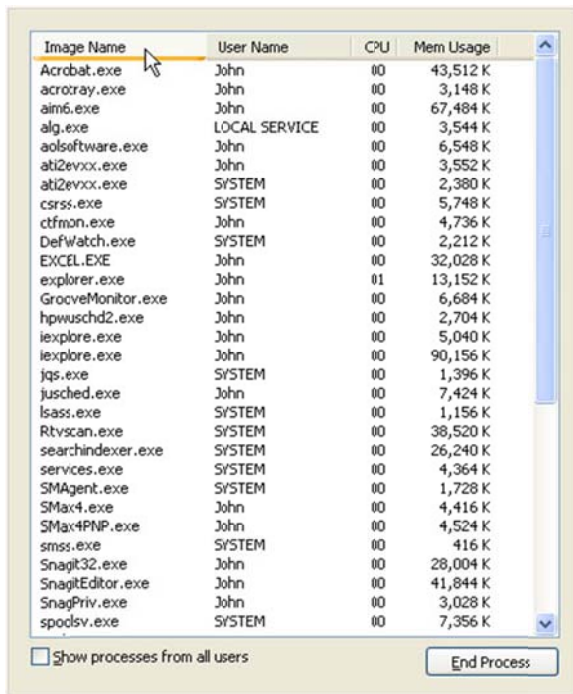 Image Name User Name CPU Mem Usage
Acrobat.exe John 00 43,512 K
acrotray.exe John 00 3,148 K
aim6.exe John 00 67,484 K
alg.exe LOCAL SERVICE 00 3,544 K
aolsoftware.exe John 00 6,548 K
ati2evxx.exe John 00 3,552 K
ati2evxx.exe SYSTEM 00 2,380 K
csrss.exe SYSTEM 00 5,748 K
ctfmon.exe John 00 4,736 K
DefWatch.exe SYSTEM 00 2,212 K
EXCEL.EXE John 00 32,028 K
explorer.exe John 01 13,152 K
GrooveMonitor.exe John 00 6,684 K
hpwuschd2.exe John 00 2,704 K
iexplore.exe John 00 5,040 K
iexplore.exe John 00 90,156 K
jqs.exe SYSTEM 00 1,396 K
jusched.exe John 00 7,424 K
lsass.exe SYSTEM 00 1,156 K
Rtvscan.exe SYSTEM 00 38,520 K
searchindexer.exe SYSTEM 00 26,240 K
services.exe SYSTEM 00 4,364 K
SMAgent.exe SYSTEM 00 1,728 K
SMax4.exe John 00 4,416 K
SMax4PNP.exe John 00 4,524 K
smss.exe SYSTEM 00 416 K
Snagit32.exe John 00 28,004 K
SnagitEditor.exe John 00 41,844 K
SnagPriv.exe John 00 3,028 K
spoolsv.exe SYSTEM 00 7,356 K
Show processes from all users
End Process